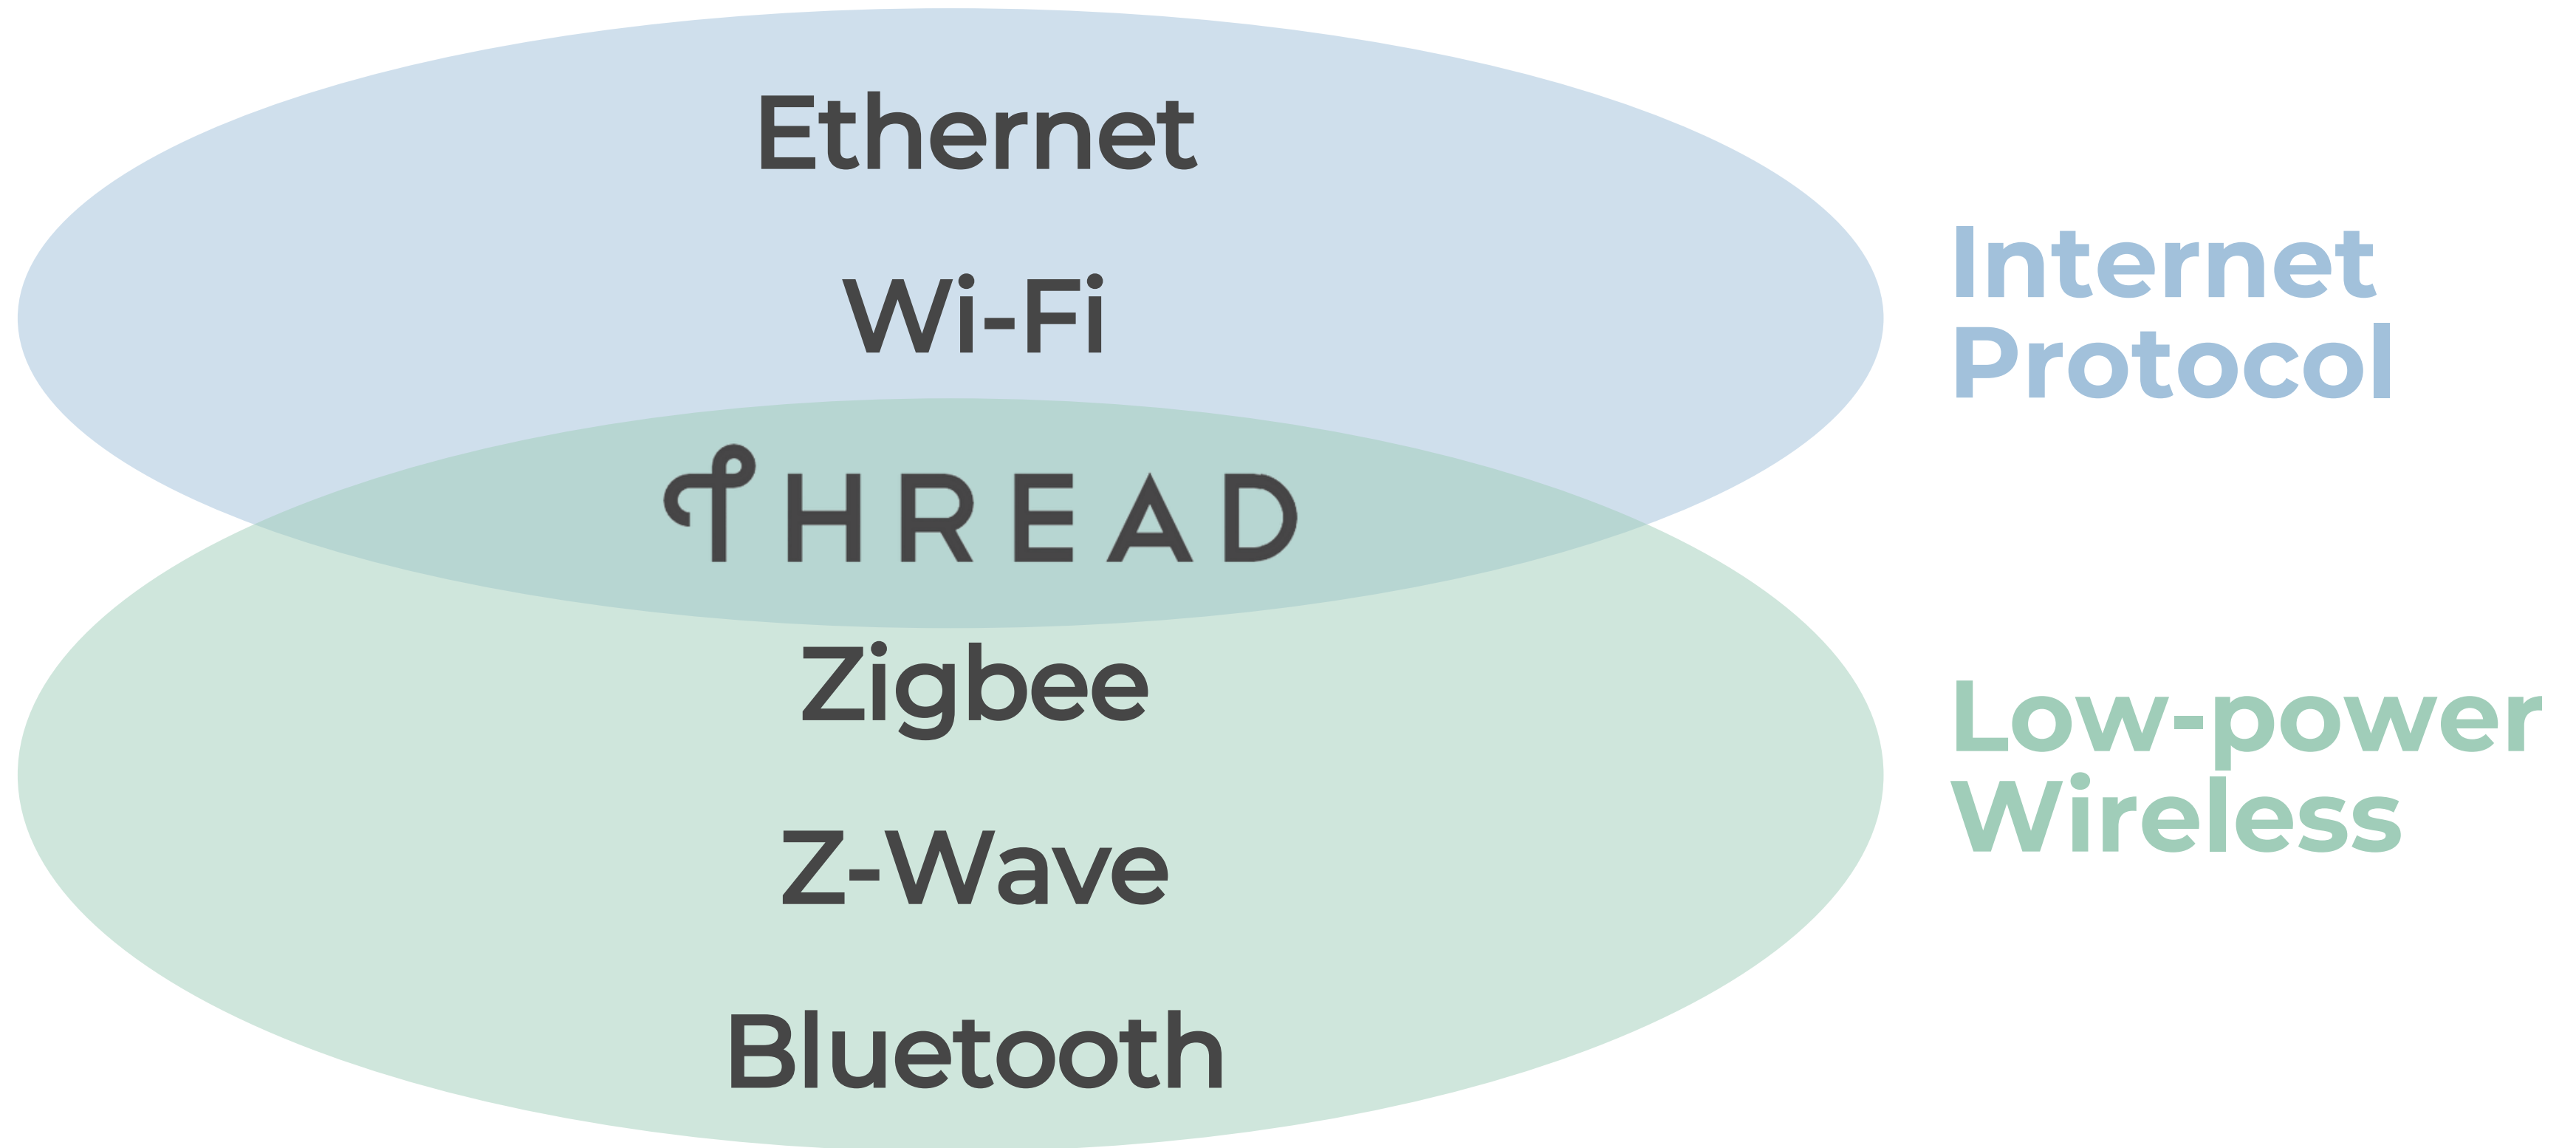 Ethernet
Wi-Fi
THREAD
Zigbee
Z-Wave
Bluetooth
Internet
Protocol
Low-power
Wireless